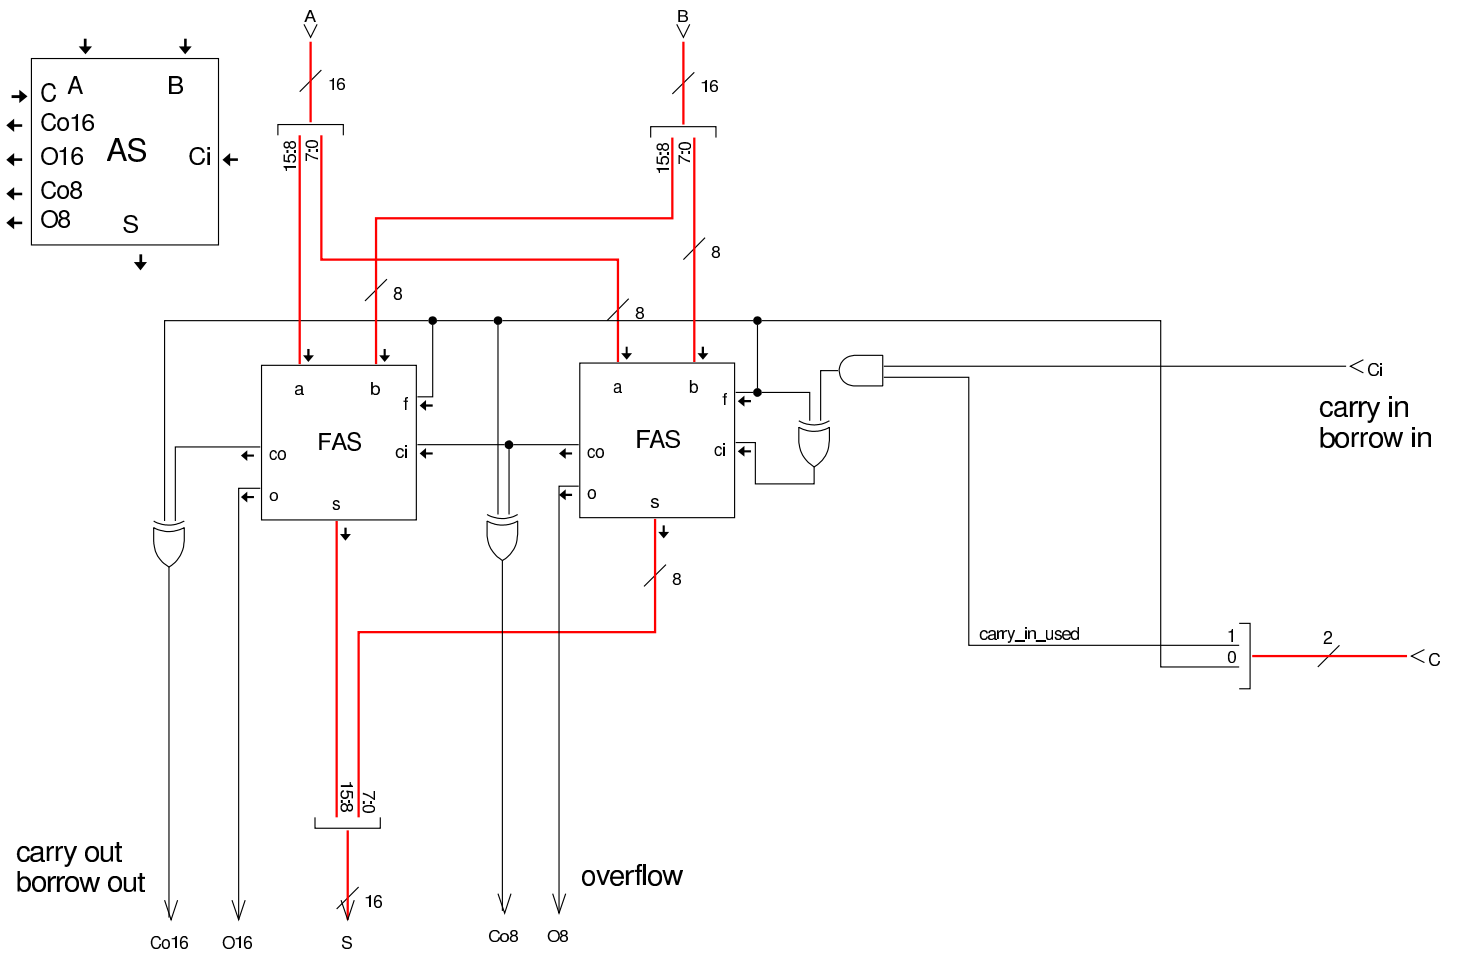 A
B
C A B
Co16
O16 AS Ci
Co8
O8 S
16
16
15:8 7:0
15:8 7:0
8
8
8
a b f
FAS
ci
co
o
s
a b f
FAS
ci
co
o
s
Ci
carry in
borrow in
8
carry_in_used
1
0
2
C
15:8 7:0
16
carry out
borrow out
overflow
Co16 O16 S Co8 O8